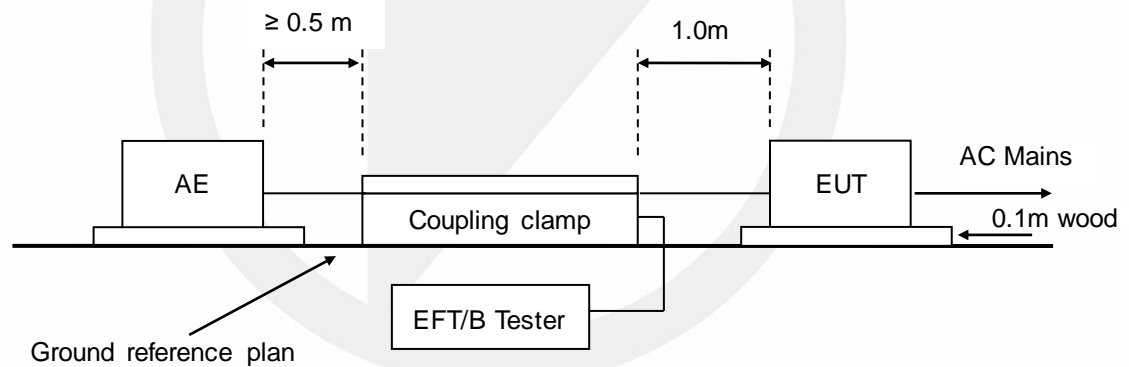 ≥ 0.5 m
1.0m
AE
EUT
AC Mains
Coupling clamp
0.1m wood
EFT/B Tester
Ground reference plan